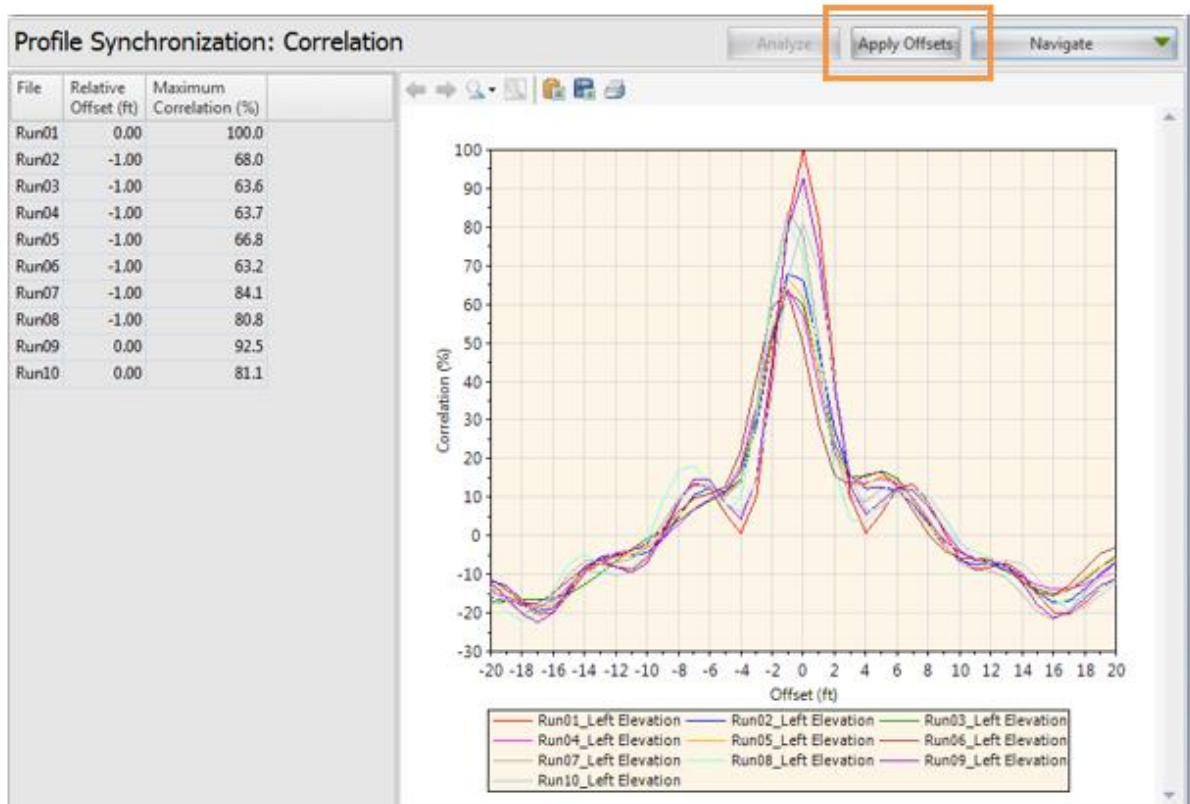 Profile Synchronization: Correlation
Analyze
Apply Offsets
Navigate
File Relative Offset (ft) Maximum Correlation (%)
Run01 0.00 100.0
Run02 -1.00 68.0
Run03 -1.00 63.6
Run04 -1.00 63.7
Run05 -1.00 66.8
Run06 -1.00 63.2
Run07 -1.00 84.1
Run08 -1.00 80.8
Run09 0.00 92.5
Run10 0.00 81.1
Correlation (%)
100
90
80
70
60
50
40
30
20
10
0
-10
-20
-30
-20 -18 -16 -14 -12 -10 -8 -6 -4 -2 0 2 4 6 8 10 12 14 16 18 20
Offset (ft)
Run01_Left Elevation Run02_Left Elevation Run03_Left Elevation
Run04_Left Elevation Run05_Left Elevation Run06_Left Elevation
Run07_Left Elevation Run08_Left Elevation Run09_Left Elevation
Run10_Left Elevation